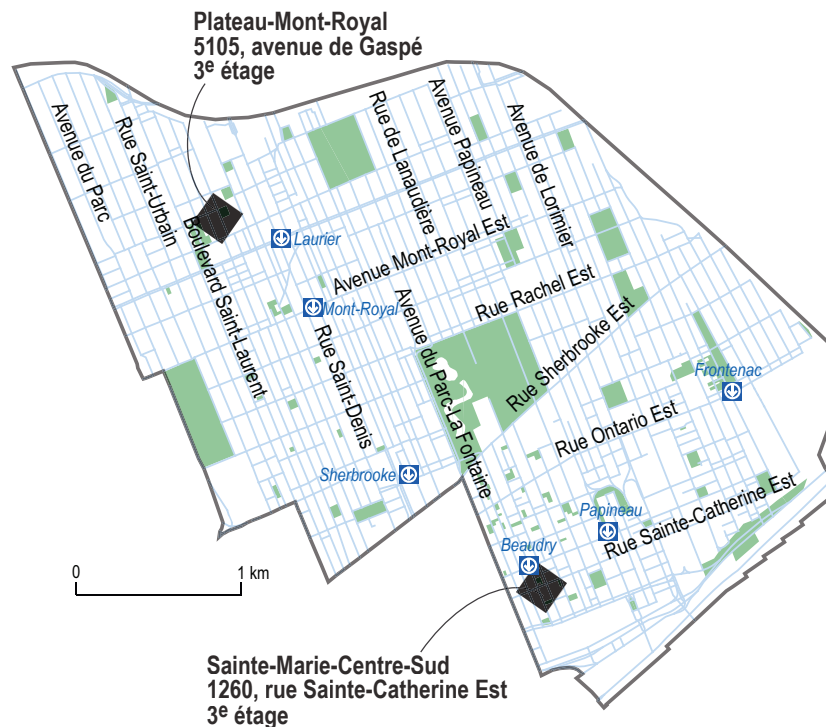 Plateau-Mont-Royal
5105, avenue de Gaspé
3e étage
Avenue du Parc
Rue Saint-Urbain
Boulevard Saint-Laurent
Rue de Lanaudière
Avenue Papineau
Avenue de Lorimier
Laurier
Avenue Mont-Royal Est
Mont-Royal
Rue Rachel Est
Rue Saint-Denis
Avenue du Parc-La Fontaine
Rue Sherbrooke Est
Frontenac
Rue Ontario Est
Sherbrooke
Papineau
Rue Sainte-Catherine Est
Beaudry
0 1 km
Sainte-Marie-Centre-Sud
1260, rue Sainte-Catherine Est
3e étage